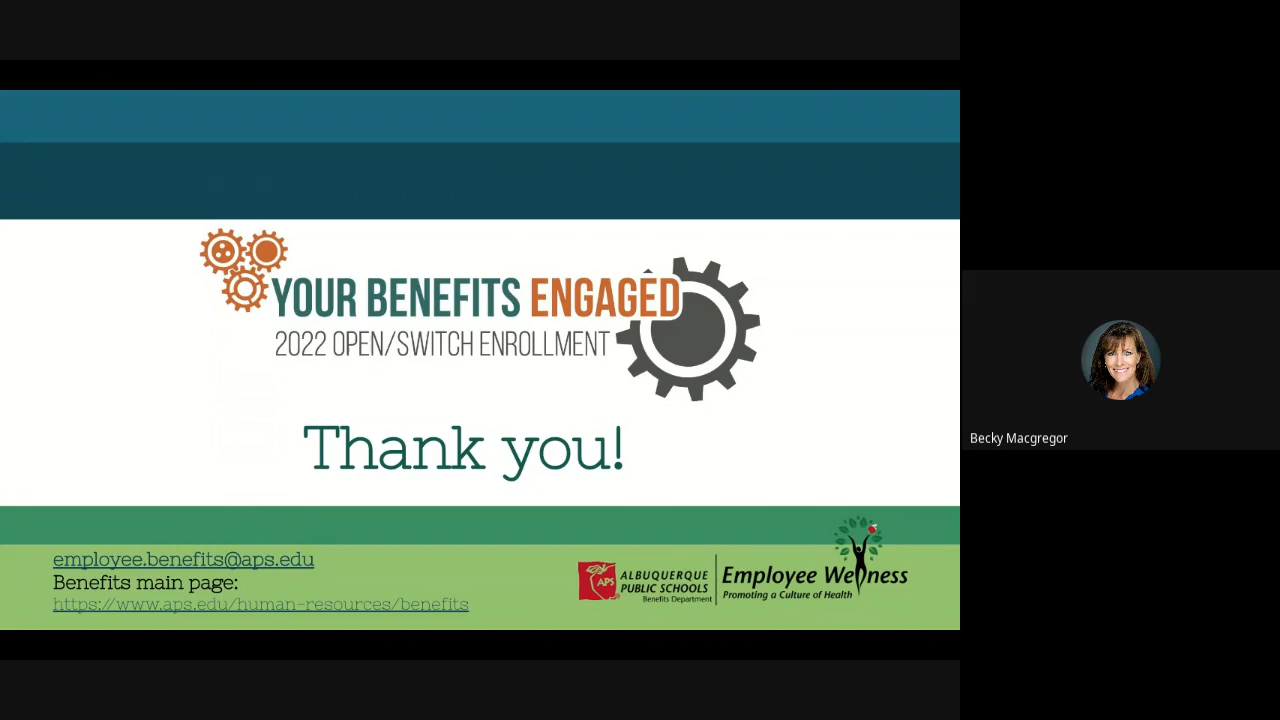 YOUR BENEFITS ENGAGED
2022 OPEN/SWITCH ENROLLMENT
Thank you!
employee.benefits@aps.edu
Benefits main page:
https://www.aps.edu/human-resources/benefits
APS
ALBUQUERQUE
PUBLIC SCHOOLS
Benefits Department
Employee Wellness
Promoting a Culture of Health
Becky Macgregor